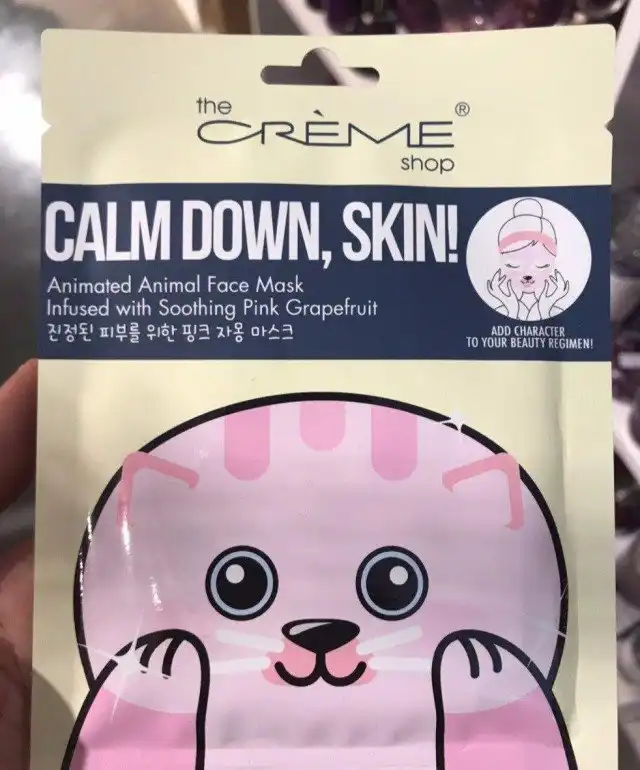 the
CRÈME®
shop
CALM DOWN, SKIN!
Animated Animal Face Mask
Infused with Soothing Pink Grapefruit
진정된 피부를 위한 핑크 자몽 마스크
ADD CHARACTER
TO YOUR BEAUTY REGIMEN!